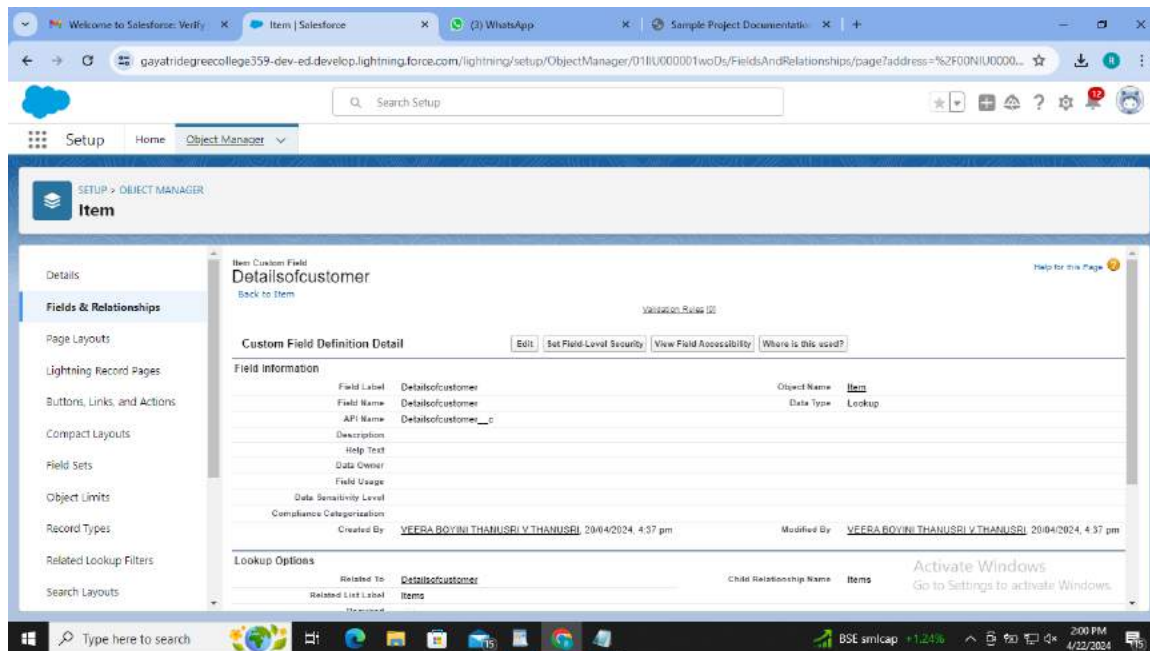 Welcome to Salesforce: Verify
Item | Salesforce
(3) WhatsApp
Sample Project Documentatio
gayatridegreecollege359-dev-ed.develop.lightning.force.com/lightning/setup/ObjectManager/01IIU000001woDs/FieldsAndRelationships/page?address=%2F00NIU0000...
Search Setup
12
Setup
Home
Object Manager
SETUP > OBJECT MANAGER
Item
Details
Fields & Relationships
Page Layouts
Lightning Record Pages
Buttons, Links, and Actions
Compact Layouts
Field Sets
Object Limits
Record Types
Related Lookup Filters
Search Layouts
Item Custom Field
Detailsofcustomer
Back to Item
Help for this Page
Validation Rules [0]
Custom Field Definition Detail
Edit
Set Field-Level Security
View Field Accessibility
Where is this used?
Field Information
Field Label Detailsofcustomer Object Name Item
Field Name Detailsofcustomer Data Type Lookup
API Name Detailsofcustomer__c
Description
Help Text
Data Owner
Field Usage
Data Sensitivity Level
Compliance Categorization
Created By VEERA BOYINI THANUSRI V THANUSRI, 20/04/2024, 4:37 pm Modified By VEERA BOYINI THANUSRI V THANUSRI, 20/04/2024, 4:37 pm
Lookup Options
Related To Detailsofcustomer Child Relationship Name Items
Related List Label Items
Required
Activate Windows
Go to Settings to activate Windows.
Type here to search
15
BSE smlcap +1.24%
2:00 PM
4/22/2024